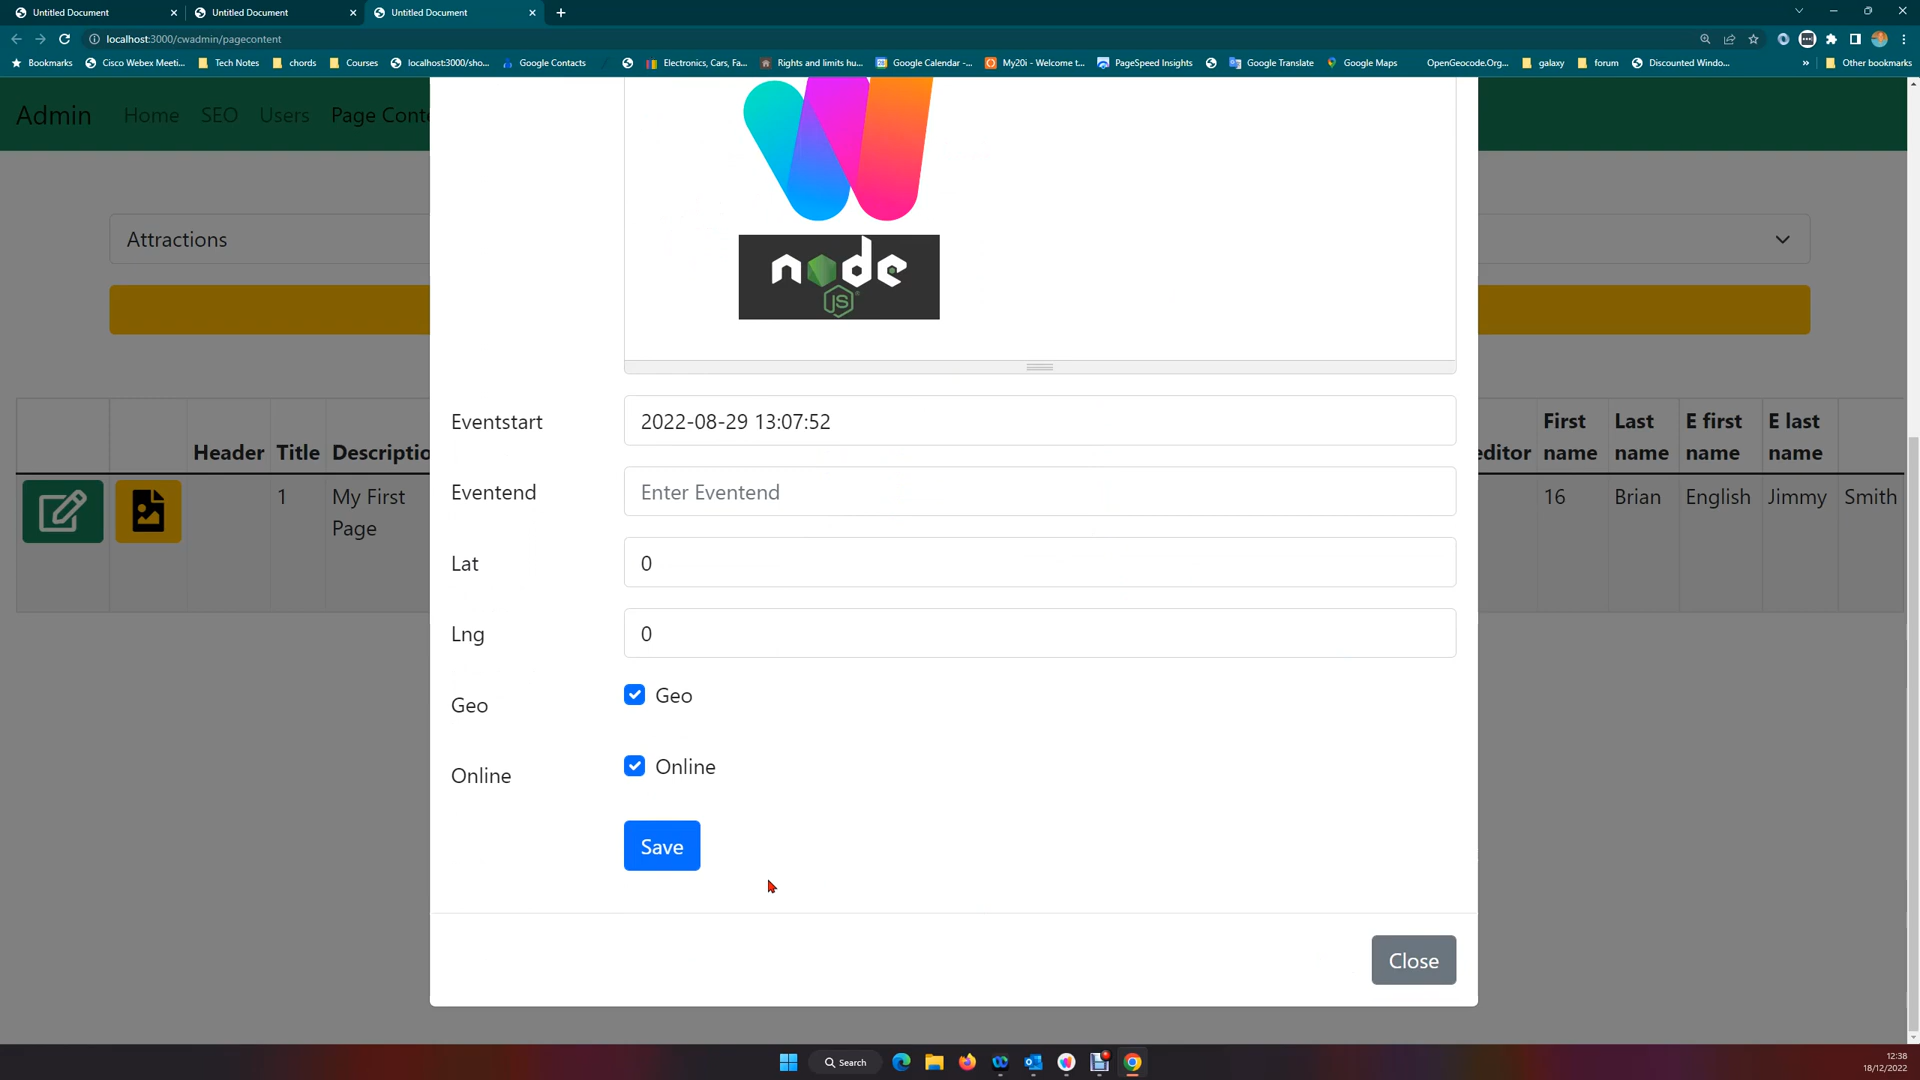 Untitled Document
Untitled Document
Untitled Document
localhost:3000/cwadmin/pagecontent
Bookmarks
Cisco Webex Meeti...
Tech Notes
chords
Courses
localhost:3000/sho...
Google Contacts
Electronics, Cars, Fa...
Rights and limits hu...
Google Calendar -...
My20i - Welcome t...
PageSpeed Insights
Google Translate
Google Maps
OpenGeocode.Org...
galaxy
forum
Discounted Windo...
»
Other bookmarks
Admin Home SEO Users Page Conte
Attractions
node
JS
Eventstart 2022-08-29 13:07:52
Eventend Enter Eventend
Lat 0
Lng 0
Geo Geo
Online Online
Save
Close
Header Title Descriptio
editor First name Last name E first name E last name
1 My First Page
16 Brian English Jimmy Smith
Search
12:38
18/12/2022